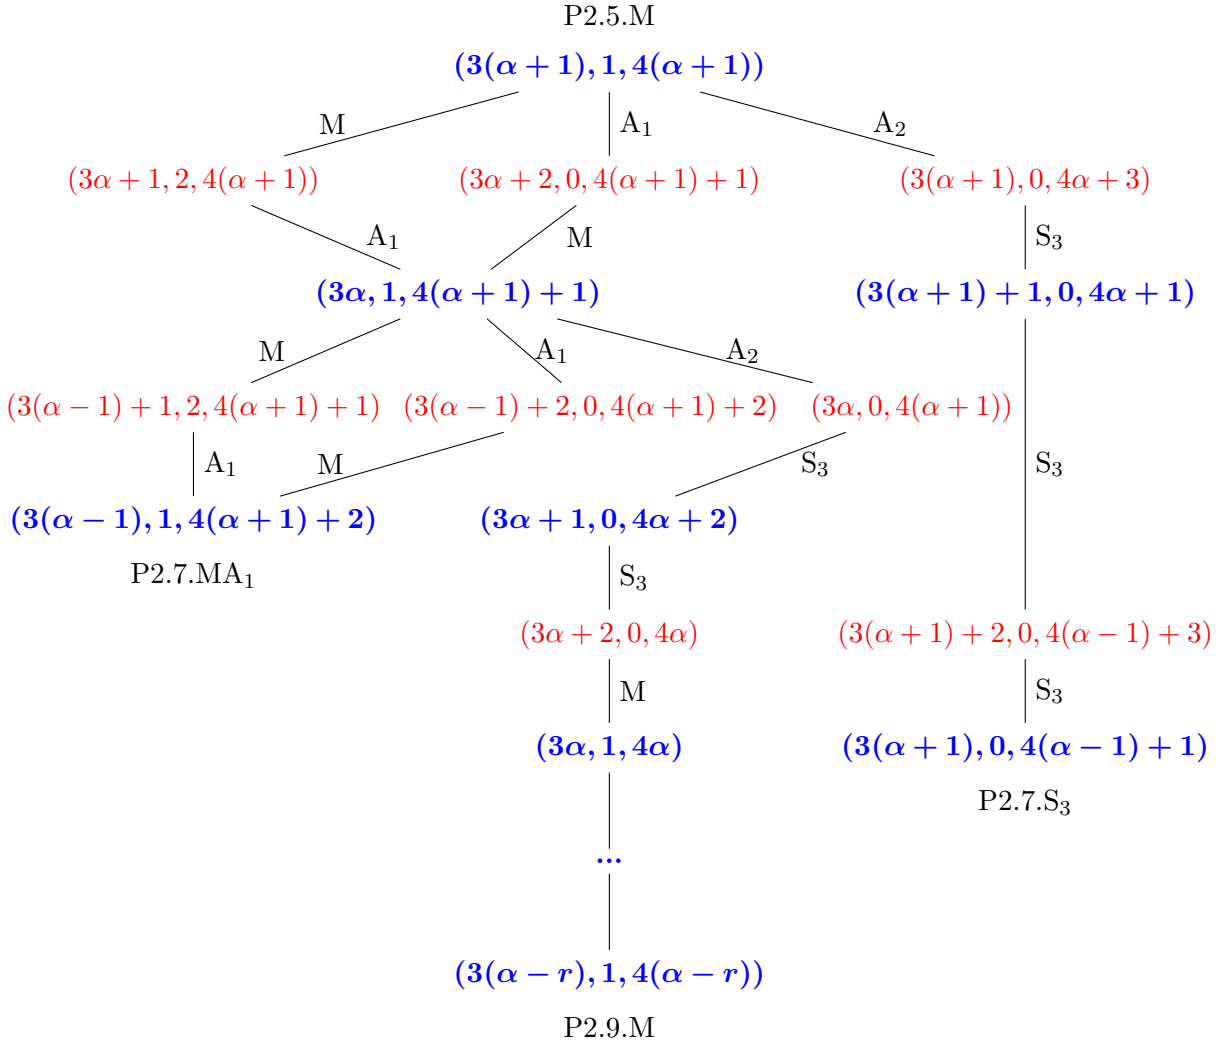 P2.5.M
(3(α + 1), 1, 4(α + 1))
M
A₁
A₂
(3α + 1, 2, 4(α + 1))
(3α + 2, 0, 4(α + 1) + 1)
(3(α + 1), 0, 4α + 3)
A₁
M
S₃
(3α, 1, 4(α + 1) + 1)
(3(α + 1) + 1, 0, 4α + 1)
M
A₁
A₂
(3(α − 1) + 1, 2, 4(α + 1) + 1)
(3(α − 1) + 2, 0, 4(α + 1) + 2)
(3α, 0, 4(α + 1))
A₁
M
S₃
S₃
(3(α − 1), 1, 4(α + 1) + 2)
(3α + 1, 0, 4α + 2)
P2.7.MA₁
S₃
(3α + 2, 0, 4α)
(3(α + 1) + 2, 0, 4(α − 1) + 3)
M
S₃
(3α, 1, 4α)
(3(α + 1), 0, 4(α − 1) + 1)
P2.7.S₃
...
(3(α − r), 1, 4(α − r))
P2.9.M